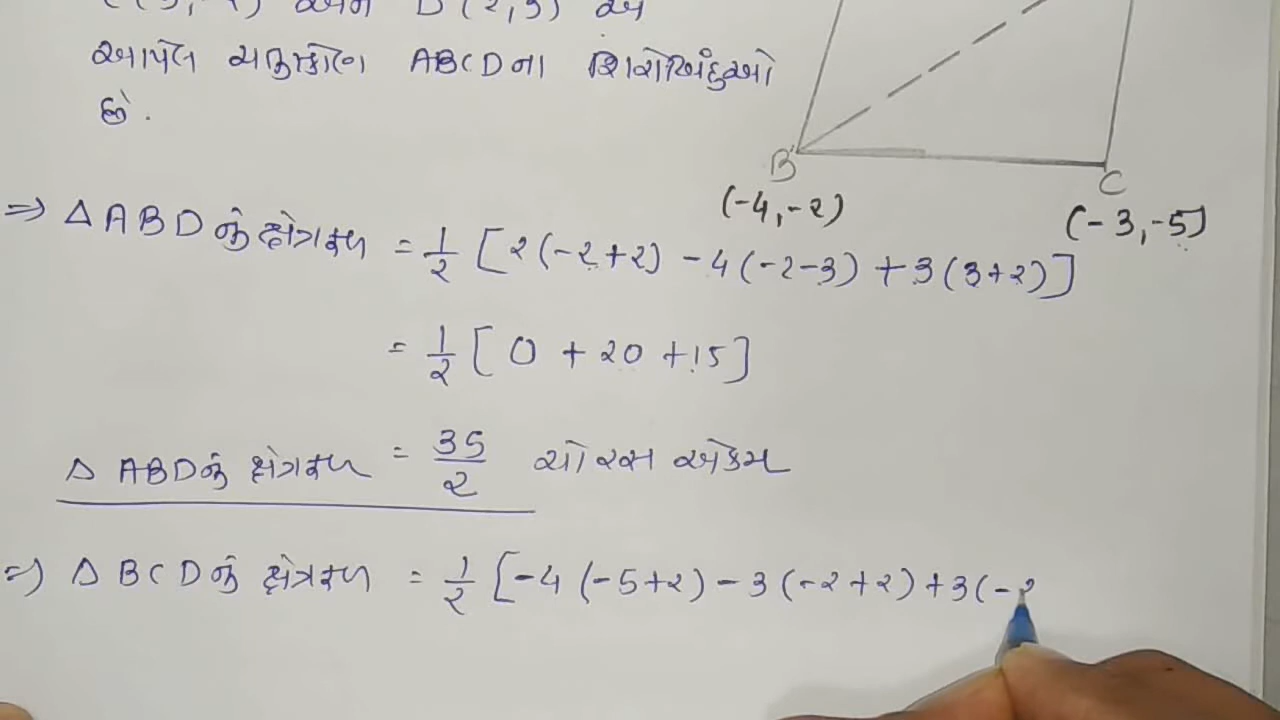 આપેલ ચતુષ્કોણ ABCD ના શિરોબિંદુઓ
છે.
B
(-4,-2)
C
(-3,-5)
⇒ Δ ABD નું ક્ષેત્રફળ = 1/2 [2(-2+2) - 4(-2-3) + 3(3+2)]
= 1/2 [0 + 20 + 15]
Δ ABD નું ક્ષેત્રફળ = 35/2 ચોરસ એકમ
⇒ Δ BCD નું ક્ષેત્રફળ = 1/2 [-4(-5+2) - 3(-2+2) + 3(-2